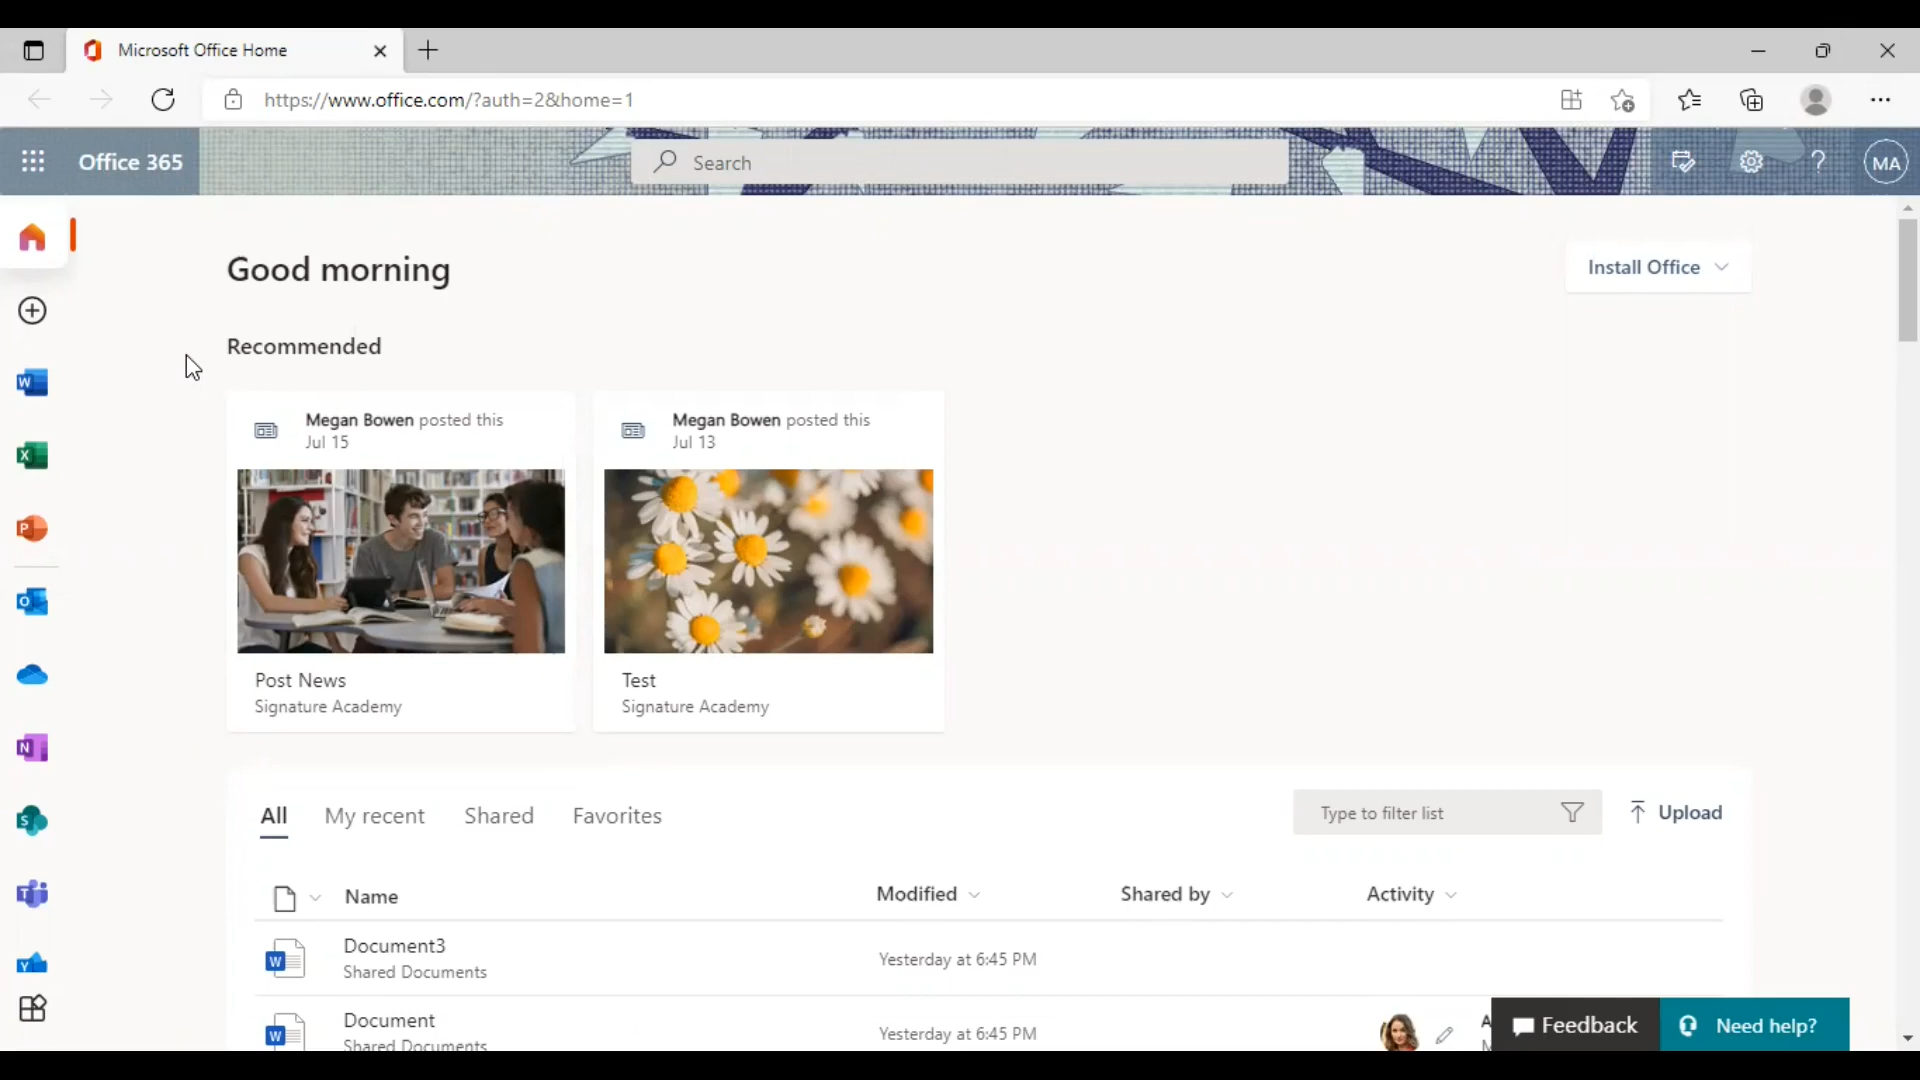 Microsoft Office Home
https://www.office.com/?auth=2&home=1
Office 365
Search
MA
Good morning
Install Office
Recommended
Megan Bowen posted this
Jul 15
Megan Bowen posted this
Jul 13
Post News
Signature Academy
Test
Signature Academy
All
My recent
Shared
Favorites
Type to filter list
Upload
Name
Modified
Shared by
Activity
Document3
Shared Documents
Yesterday at 6:45 PM
Document
Shared Documents
Yesterday at 6:45 PM
Feedback
Need help?